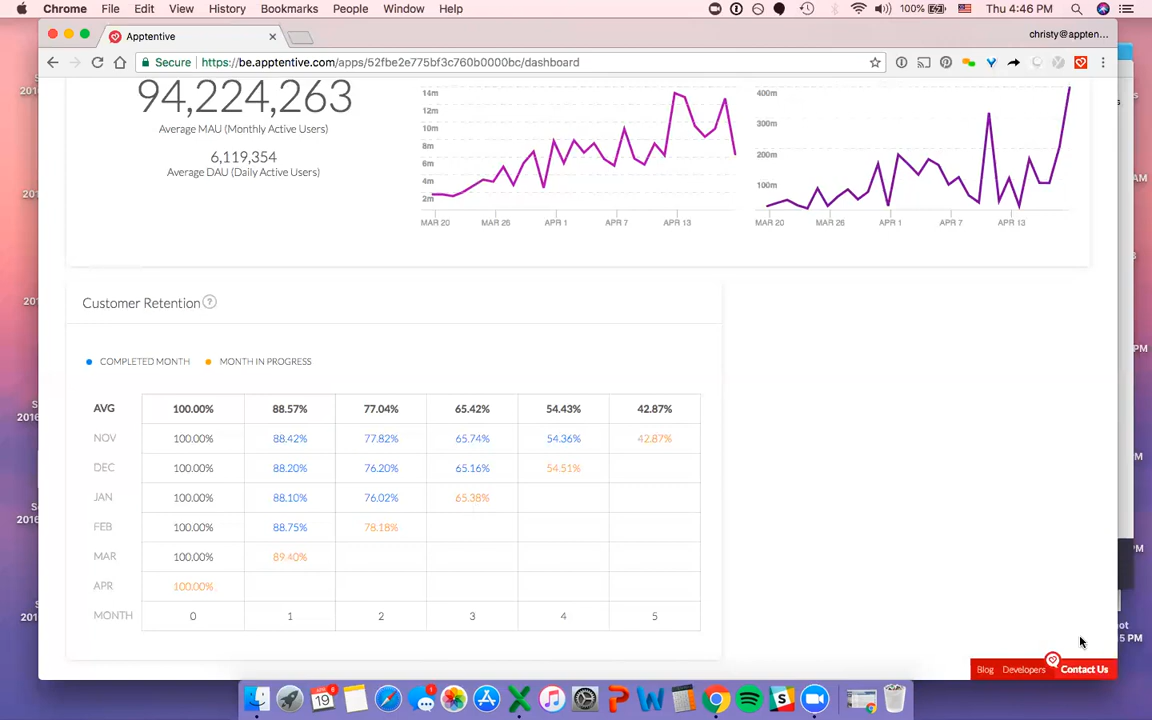 Chrome File Edit View History Bookmarks People Window Help 100% Thu 4:46 PM
Apptentive christy@appten...
Secure https://be.apptentive.com/apps/52fbe2e775bf3c760b0000bc/dashboard
94,224,263
Average MAU (Monthly Active Users)
6,119,354
Average DAU (Daily Active Users)
14m
12m
10m
8m
6m
4m
2m
MAR 20 MAR 26 APR 1 APR 7 APR 13
400m
300m
200m
100m
MAR 20 MAR 26 APR 1 APR 7 APR 13
Customer Retention ?
COMPLETED MONTH MONTH IN PROGRESS
AVG 100.00% 88.57% 77.04% 65.42% 54.43% 42.87%
NOV 100.00% 88.42% 77.82% 65.74% 54.36% 42.87%
DEC 100.00% 88.20% 76.20% 65.16% 54.51%
JAN 100.00% 88.10% 76.02% 65.38%
FEB 100.00% 88.75% 78.18%
MAR 100.00% 89.40%
APR 100.00%
MONTH 0 1 2 3 4 5
Blog Developers Contact Us
19